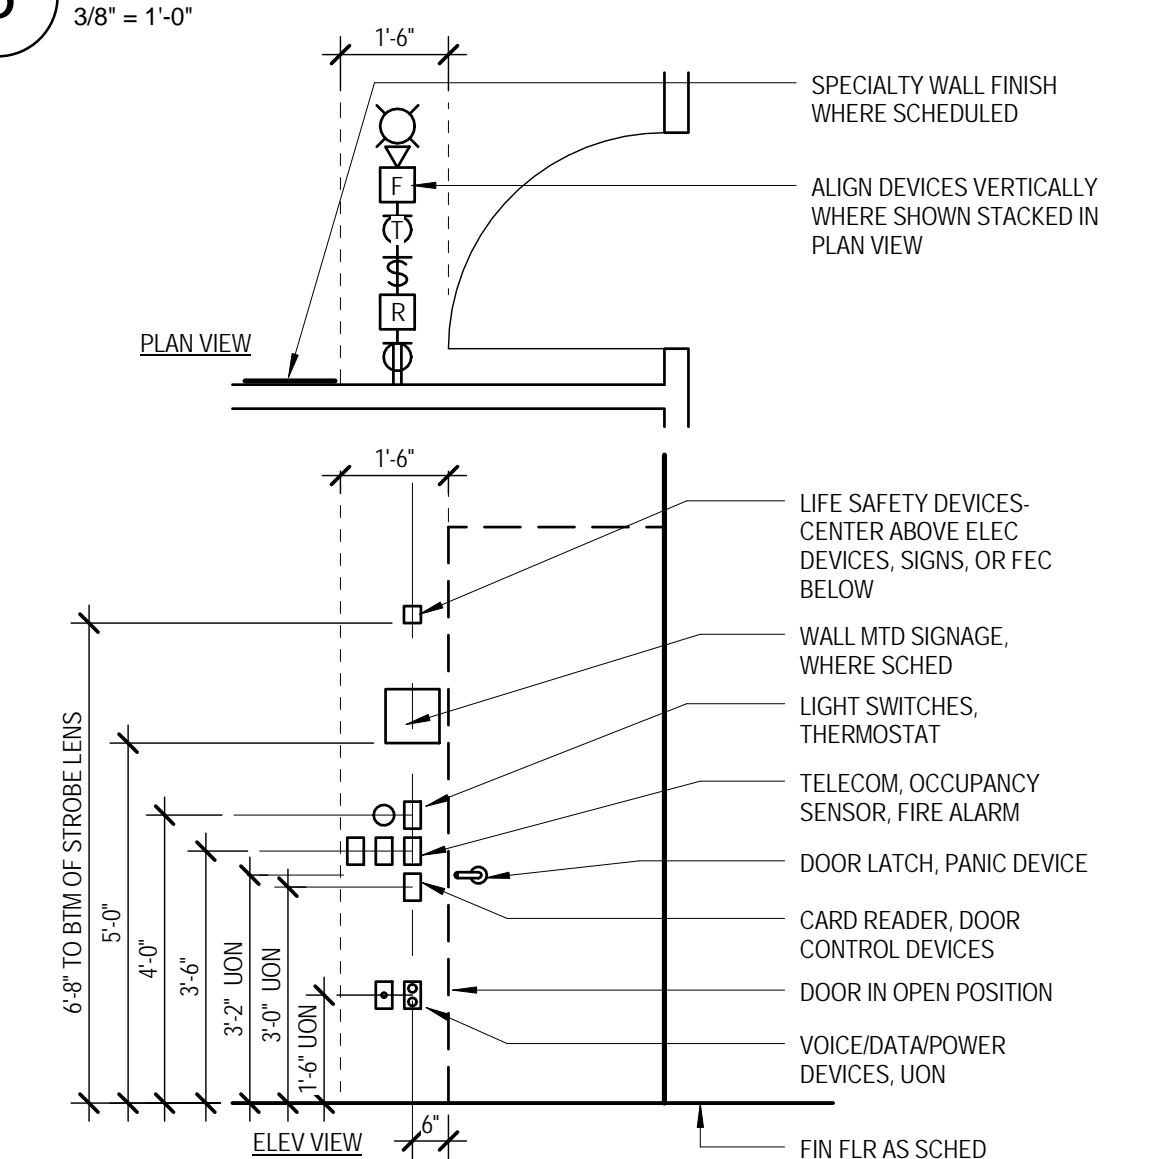 3/8" = 1'-0"
1'-6"
SPECIALTY WALL FINISH
WHERE SCHEDULED
F
ALIGN DEVICES VERTICALLY
WHERE SHOWN STACKED IN
PLAN VIEW
T
S
R
PLAN VIEW
1'-6"
LIFE SAFETY DEVICES-
CENTER ABOVE ELEC
DEVICES, SIGNS, OR FEC
BELOW
WALL MTD SIGNAGE,
WHERE SCHED
LIGHT SWITCHES,
THERMOSTAT
TELECOM, OCCUPANCY
SENSOR, FIRE ALARM
DOOR LATCH, PANIC DEVICE
CARD READER, DOOR
CONTROL DEVICES
DOOR IN OPEN POSITION
VOICE/DATA/POWER
DEVICES, UON
6'-8" TO BTM OF STROBE LENS
5'-0"
4'-0"
3'-6"
3'-2" UON
3'-0" UON
1'-6" UON
6"
ELEV VIEW
FIN FLR AS SCHED